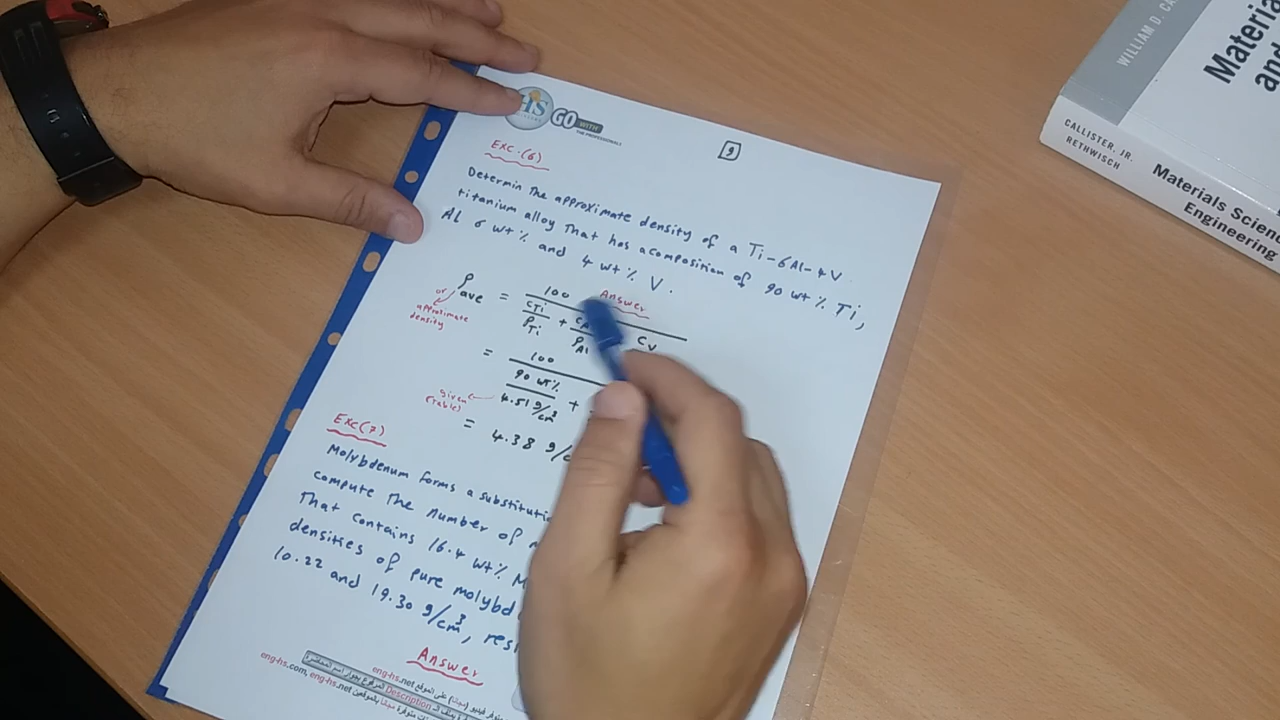 HS
GO WITH
THE PROFESSIONALS
9
EXC.(6)
Determin The approximate density of a Ti-6Al-4V
titanium alloy That has a composition of 90 wt% Ti,
Al 6 wt% and 4 wt% V.
Answer
ρave = 100
CTi
ρTi + 
ρAl
CV
or
approximate
density
= 100
90 wt%
4.51 g/cm³ +
given
(Table)
= 4.38 g/c
EXC(7)
Molybdenum forms a substituti
compute The number of
That contains 16.4 wt% M
densities of pure molybd
10.22 and 19.30 g/cm³, res
Answer
eng-hs.com, eng-hs.net
eng-hs.net
Description
WILLIAM D. CA
Materia
and
CALLISTER, JR.
RETHWISCH
Materials Scienc
Engineering